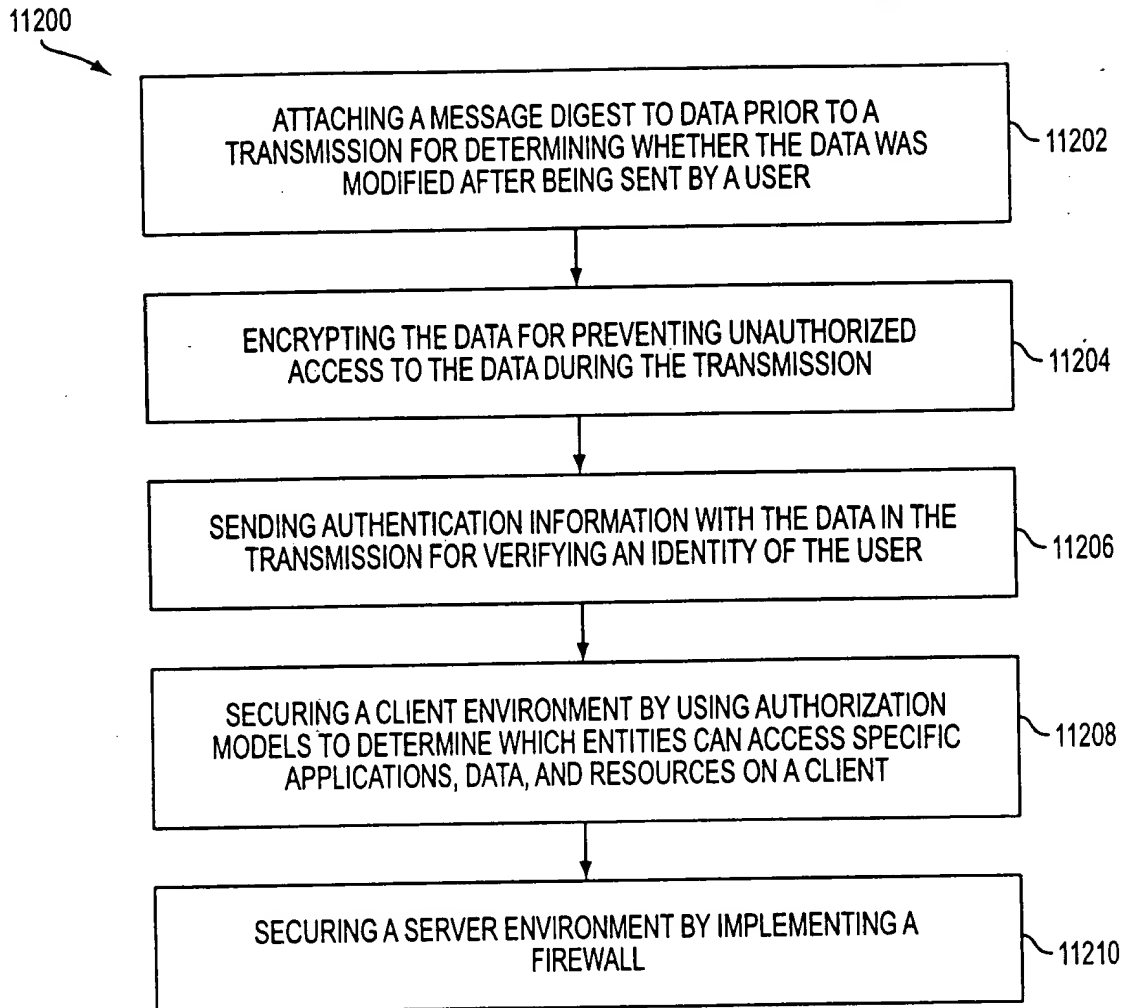 11200
ATTACHING A MESSAGE DIGEST TO DATA PRIOR TO A
TRANSMISSION FOR DETERMINING WHETHER THE DATA WAS
MODIFIED AFTER BEING SENT BY A USER
11202
ENCRYPTING THE DATA FOR PREVENTING UNAUTHORIZED
ACCESS TO THE DATA DURING THE TRANSMISSION
11204
SENDING AUTHENTICATION INFORMATION WITH THE DATA IN THE
TRANSMISSION FOR VERIFYING AN IDENTITY OF THE USER
11206
SECURING A CLIENT ENVIRONMENT BY USING AUTHORIZATION
MODELS TO DETERMINE WHICH ENTITIES CAN ACCESS SPECIFIC
APPLICATIONS, DATA, AND RESOURCES ON A CLIENT
11208
SECURING A SERVER ENVIRONMENT BY IMPLEMENTING A
FIREWALL
11210